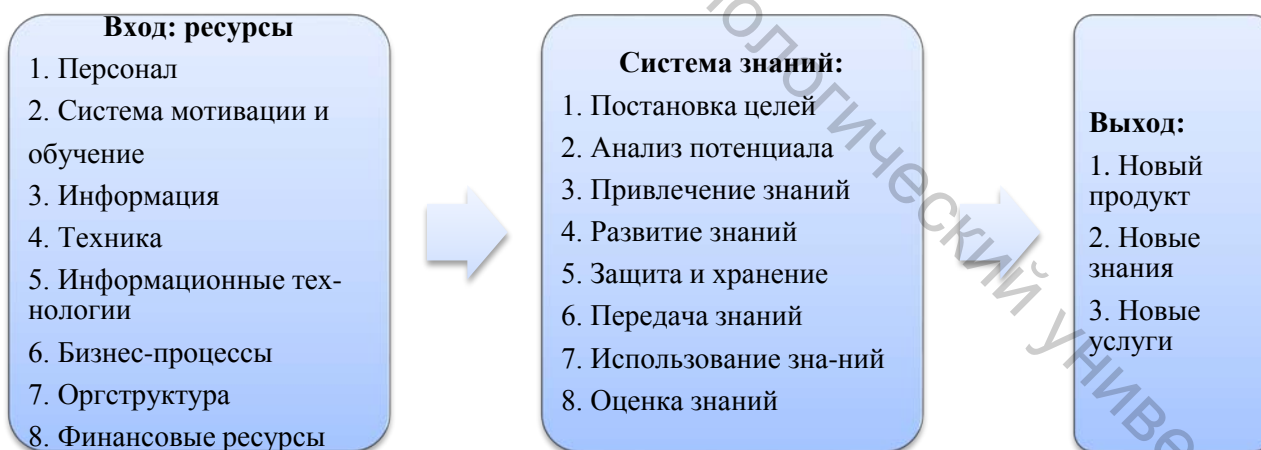 Вход: ресурсы
1. Персонал
2. Система мотивации и
обучение
3. Информация
4. Техника
5. Информационные тех-
нологии
6. Бизнес-процессы
7. Оргструктура
8. Финансовые ресурсы
Система знаний:
1. Постановка целей
2. Анализ потенциала
3. Привлечение знаний
4. Развитие знаний
5. Защита и хранение
6. Передача знаний
7. Использование зна-ний
8. Оценка знаний
Выход:
1. Новый
продукт
2. Новые
знания
3. Новые
услуги